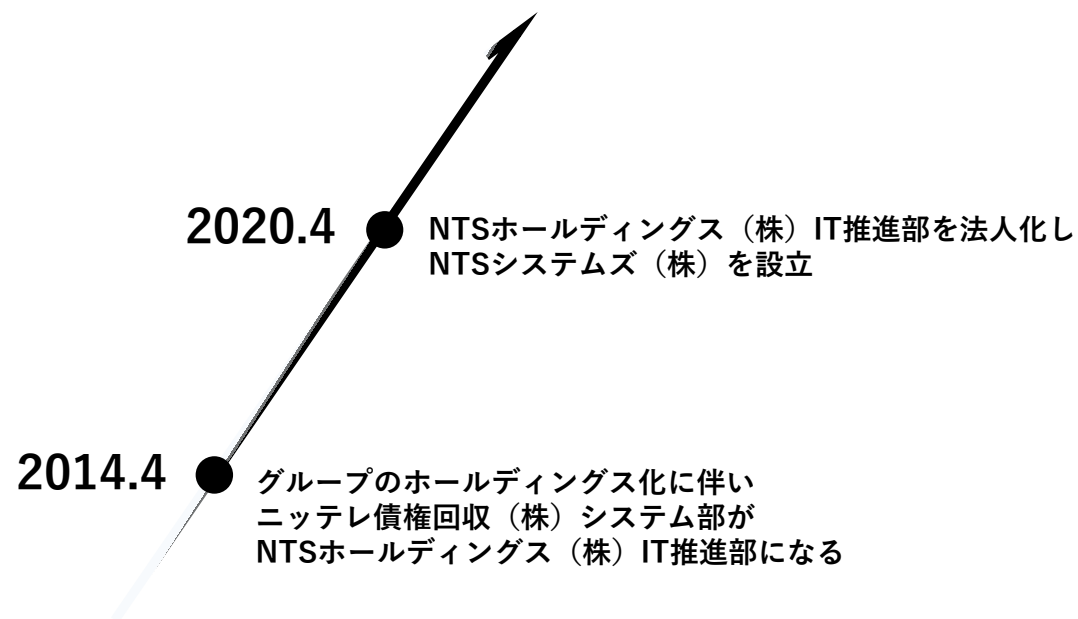 2020.4
NTSホールディングス（株）IT推進部を法人化し
NTSシステムズ（株）を設立
2014.4
グループのホールディングス化に伴い
ニッテレ債権回収（株）システム部が
NTSホールディングス（株）IT推進部になる